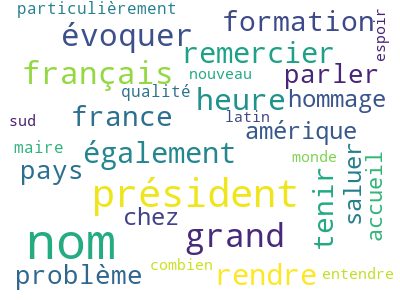 particulièrement
évoquer
formation
espoir
français
remercier
nouveau
parler
qualité
heure
hommage
sud
france
latin
amérique
maire
également
monde
saluer
accueil
pays
président
tenir
chez
nom
grand
problème
combien
rendre
entendre